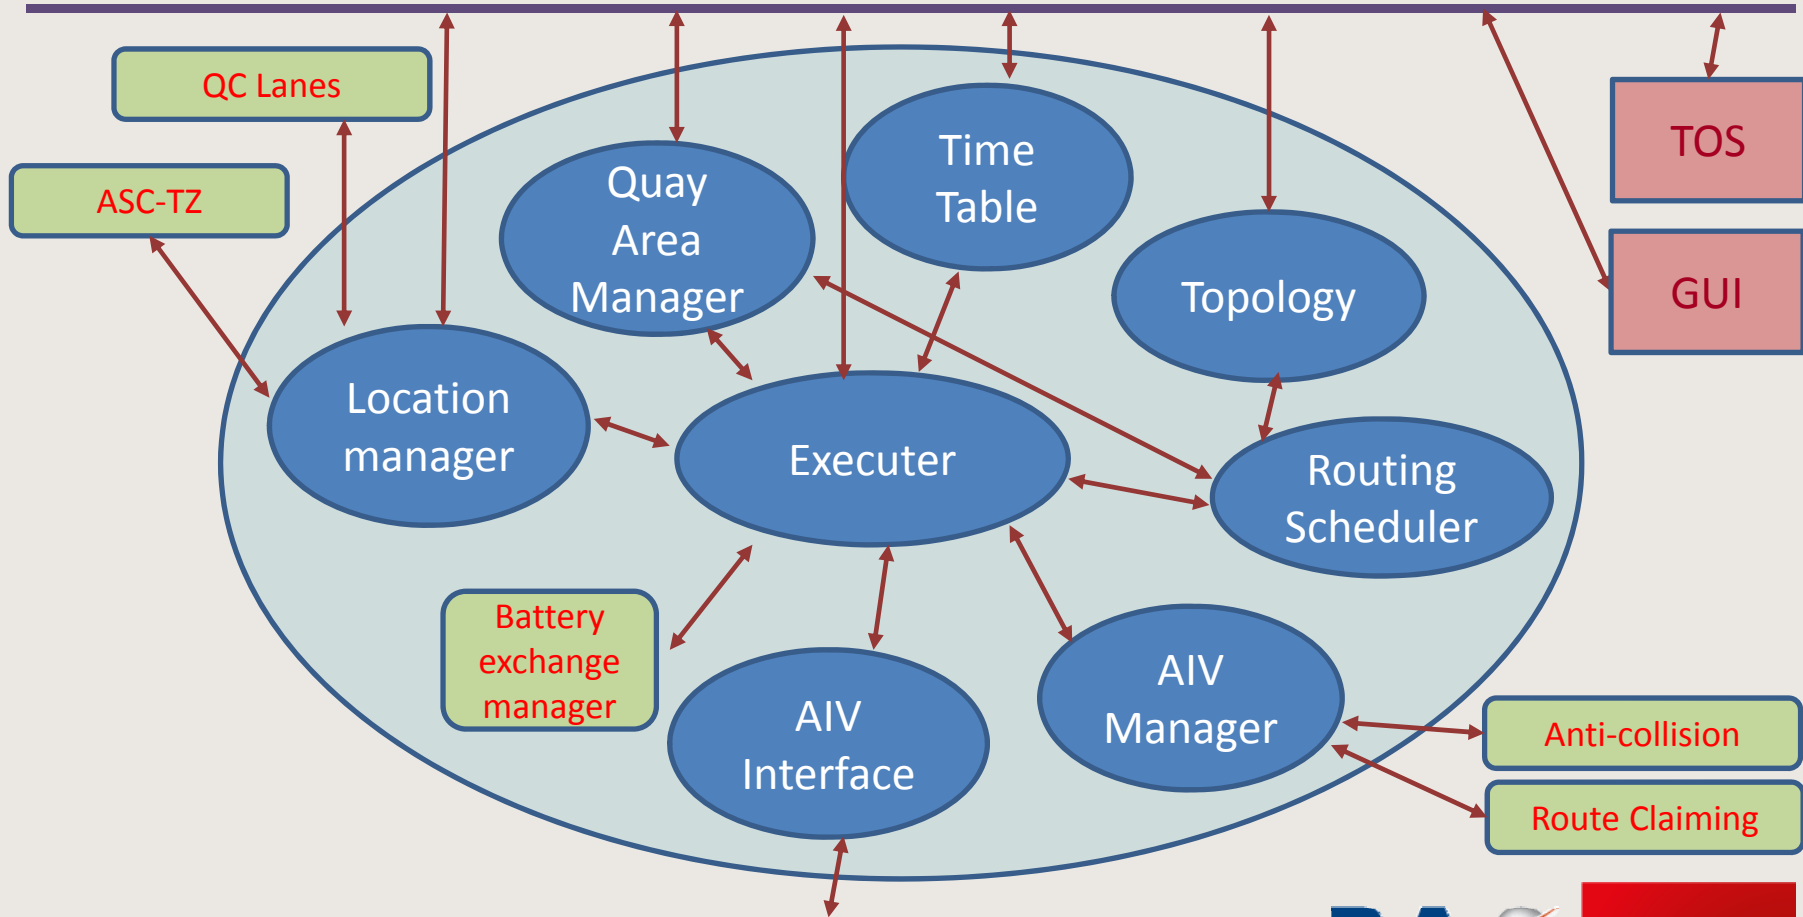 QC Lanes
ASC-TZ
Quay
Area
Manager
Time
Table
Topology
TOS
GUI
Location
manager
Executer
Routing
Scheduler
Battery
exchange
manager
AIV
Interface
AIV
Manager
Anti-collision
Route Claiming